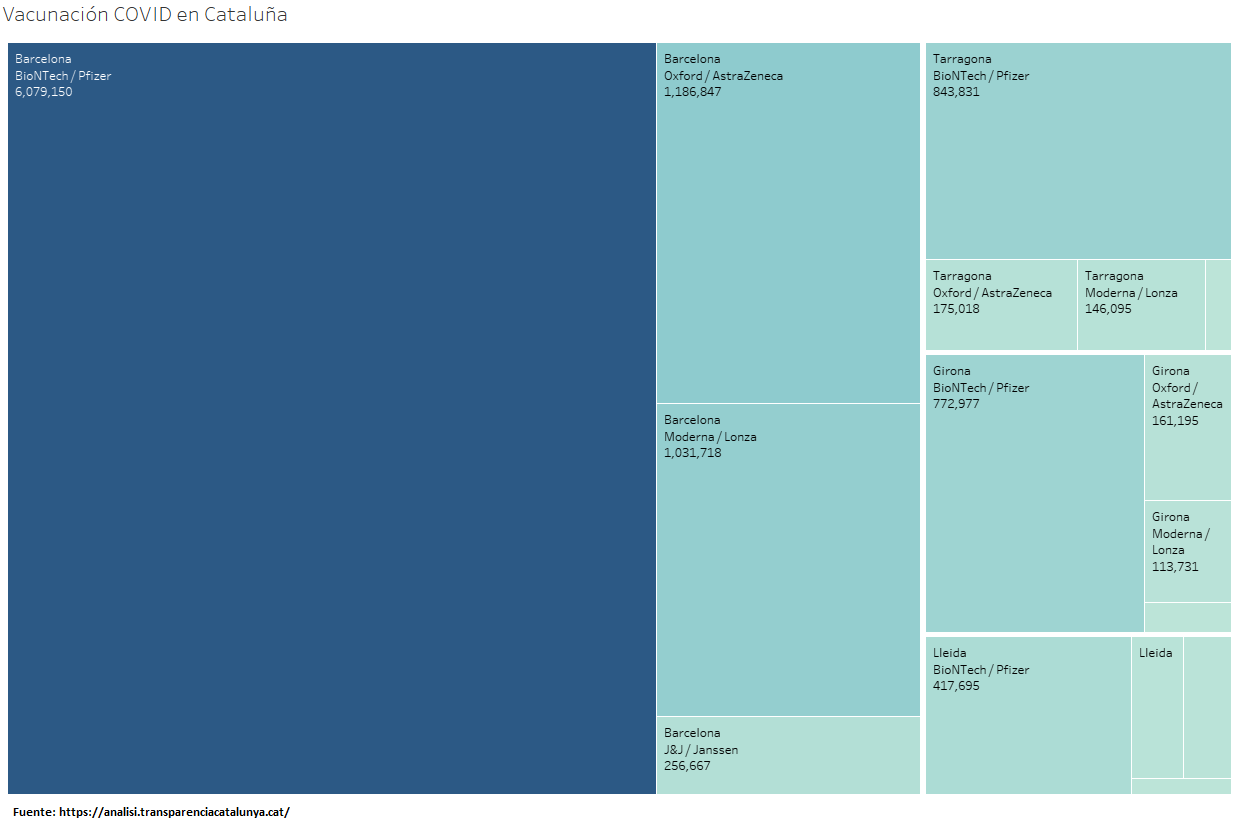 Vacunación COVID en Cataluña
Barcelona
BioNTech / Pfizer
6,079,150
Barcelona
Oxford / AstraZeneca
1,186,847
Barcelona
Moderna / Lonza
1,031,718
Barcelona
J&J / Janssen
256,667
Tarragona
BioNTech / Pfizer
843,831
Tarragona
Oxford / AstraZeneca
175,018
Tarragona
Moderna / Lonza
146,095
Girona
BioNTech / Pfizer
772,977
Girona
Oxford /
AstraZeneca
161,195
Girona
Moderna /
Lonza
113,731
Lleida
BioNTech / Pfizer
417,695
Lleida
Fuente: https://analisi.transparenciacatalunya.cat/